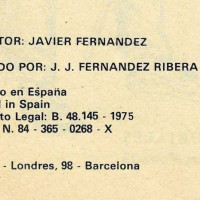 TOR: JAVIER FERNANDEZ
DO POR: J. J. FERNANDEZ RIBERA
o en España
d in Spain
to Legal: B. 48.145 - 1975
N. 84 - 365 - 0268 - X
- Londres, 98 - Barcelona